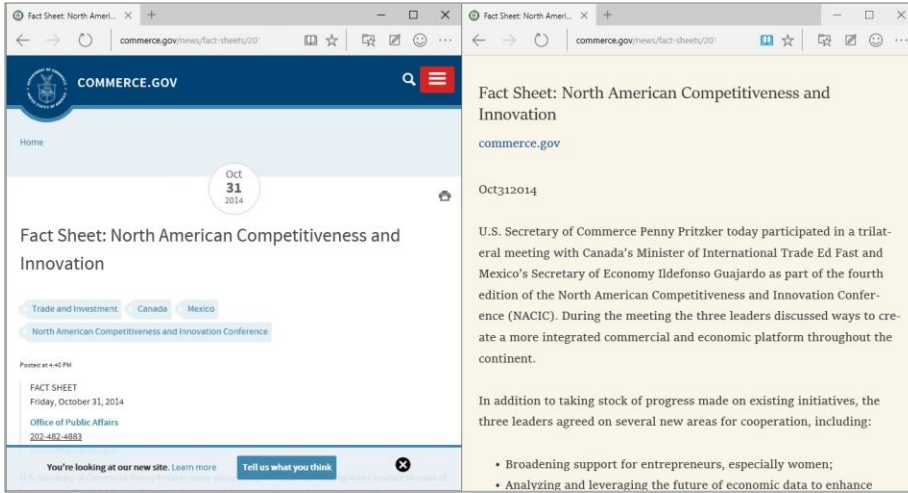 Fact Sheet: North Ameri...
commerce.gov/news/fact-sheets/20
COMMERCE.GOV
Home
Oct
31
2014
Fact Sheet: North American Competitiveness and
Innovation
Trade and Investment
Canada
Mexico
North American Competitiveness and Innovation Conference
Posted at 4:40 PM
FACT SHEET
Friday, October 31, 2014
Office of Public Affairs
202-482-4883
You're looking at our new site. Learn more
Tell us what you think
Fact Sheet: North Ameri...
commerce.gov/news/fact-sheets/20
Fact Sheet: North American Competitiveness and
Innovation
commerce.gov
Oct312014
U.S. Secretary of Commerce Penny Pritzker today participated in a trilat-
eral meeting with Canada's Minister of International Trade Ed Fast and
Mexico's Secretary of Economy Ildefonso Guajardo as part of the fourth
edition of the North American Competitiveness and Innovation Confer-
ence (NACIC). During the meeting the three leaders discussed ways to cre-
ate a more integrated commercial and economic platform throughout the
continent.
In addition to taking stock of progress made on existing initiatives, the
three leaders agreed on several new areas for cooperation, including:
• Broadening support for entrepreneurs, especially women;
• Analyzing and leveraging the future of economic data to enhance